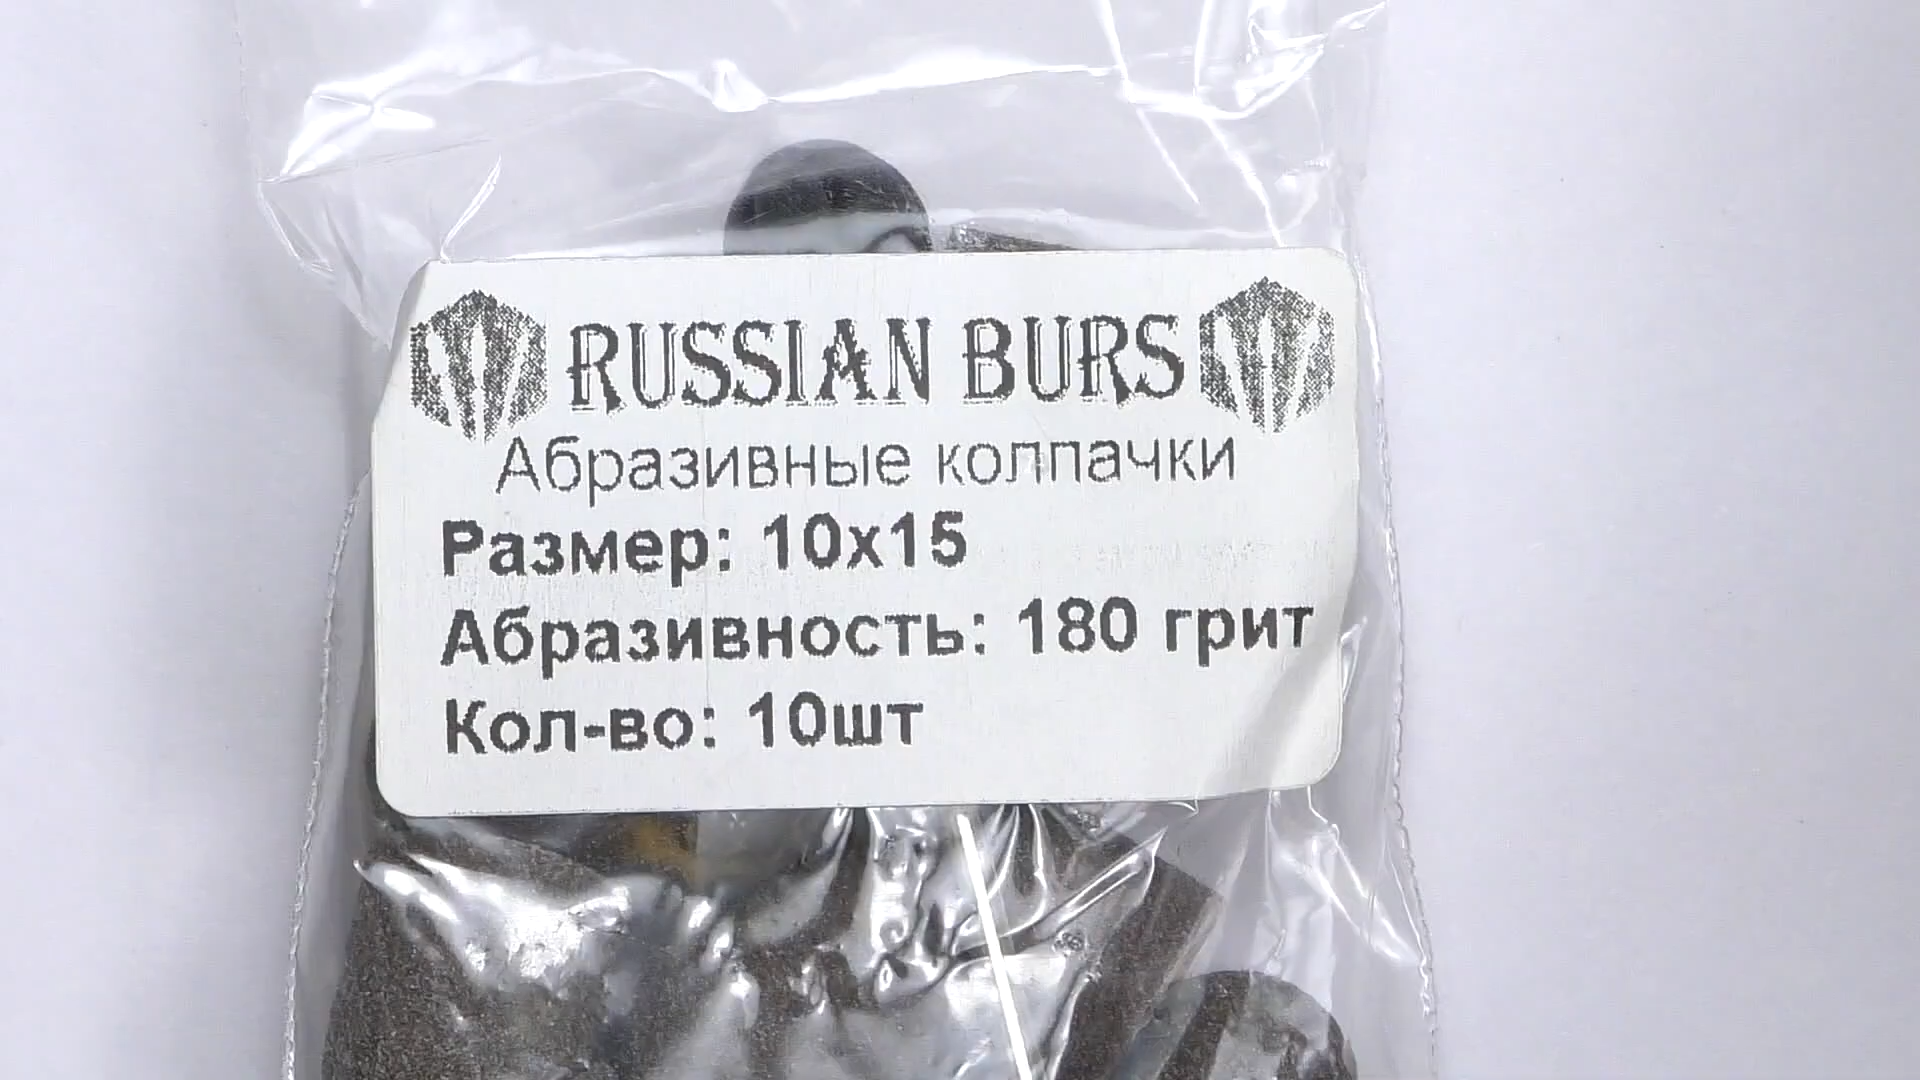 RUSSIAN BURS
Абразивные колпачки
Размер: 10х15
Абразивность: 180 грит
Кол-во: 10шт